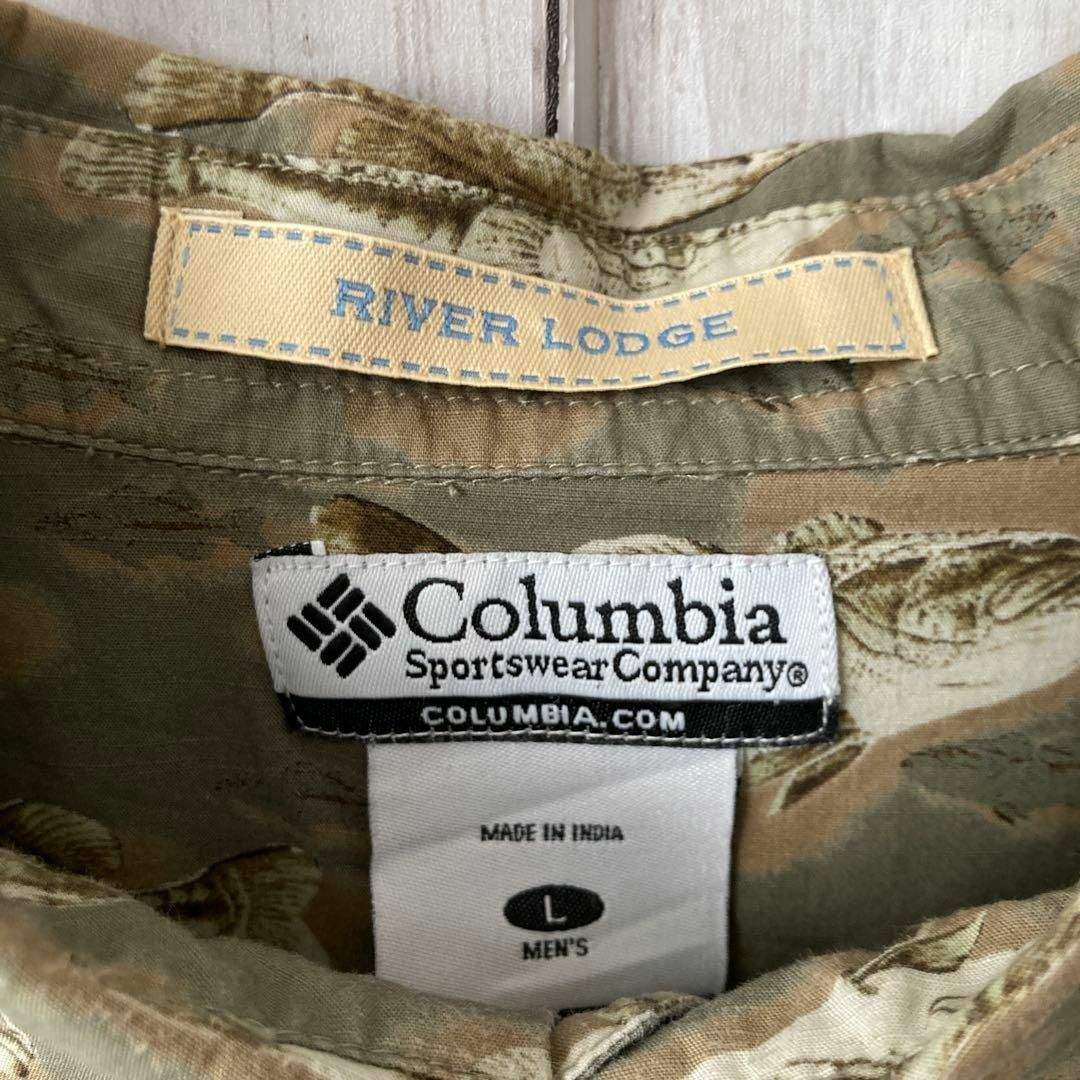 RIVER LODGE
Columbia
Sportswear Company®
COLUMBIA.COM
MADE IN INDIA
L
MEN'S